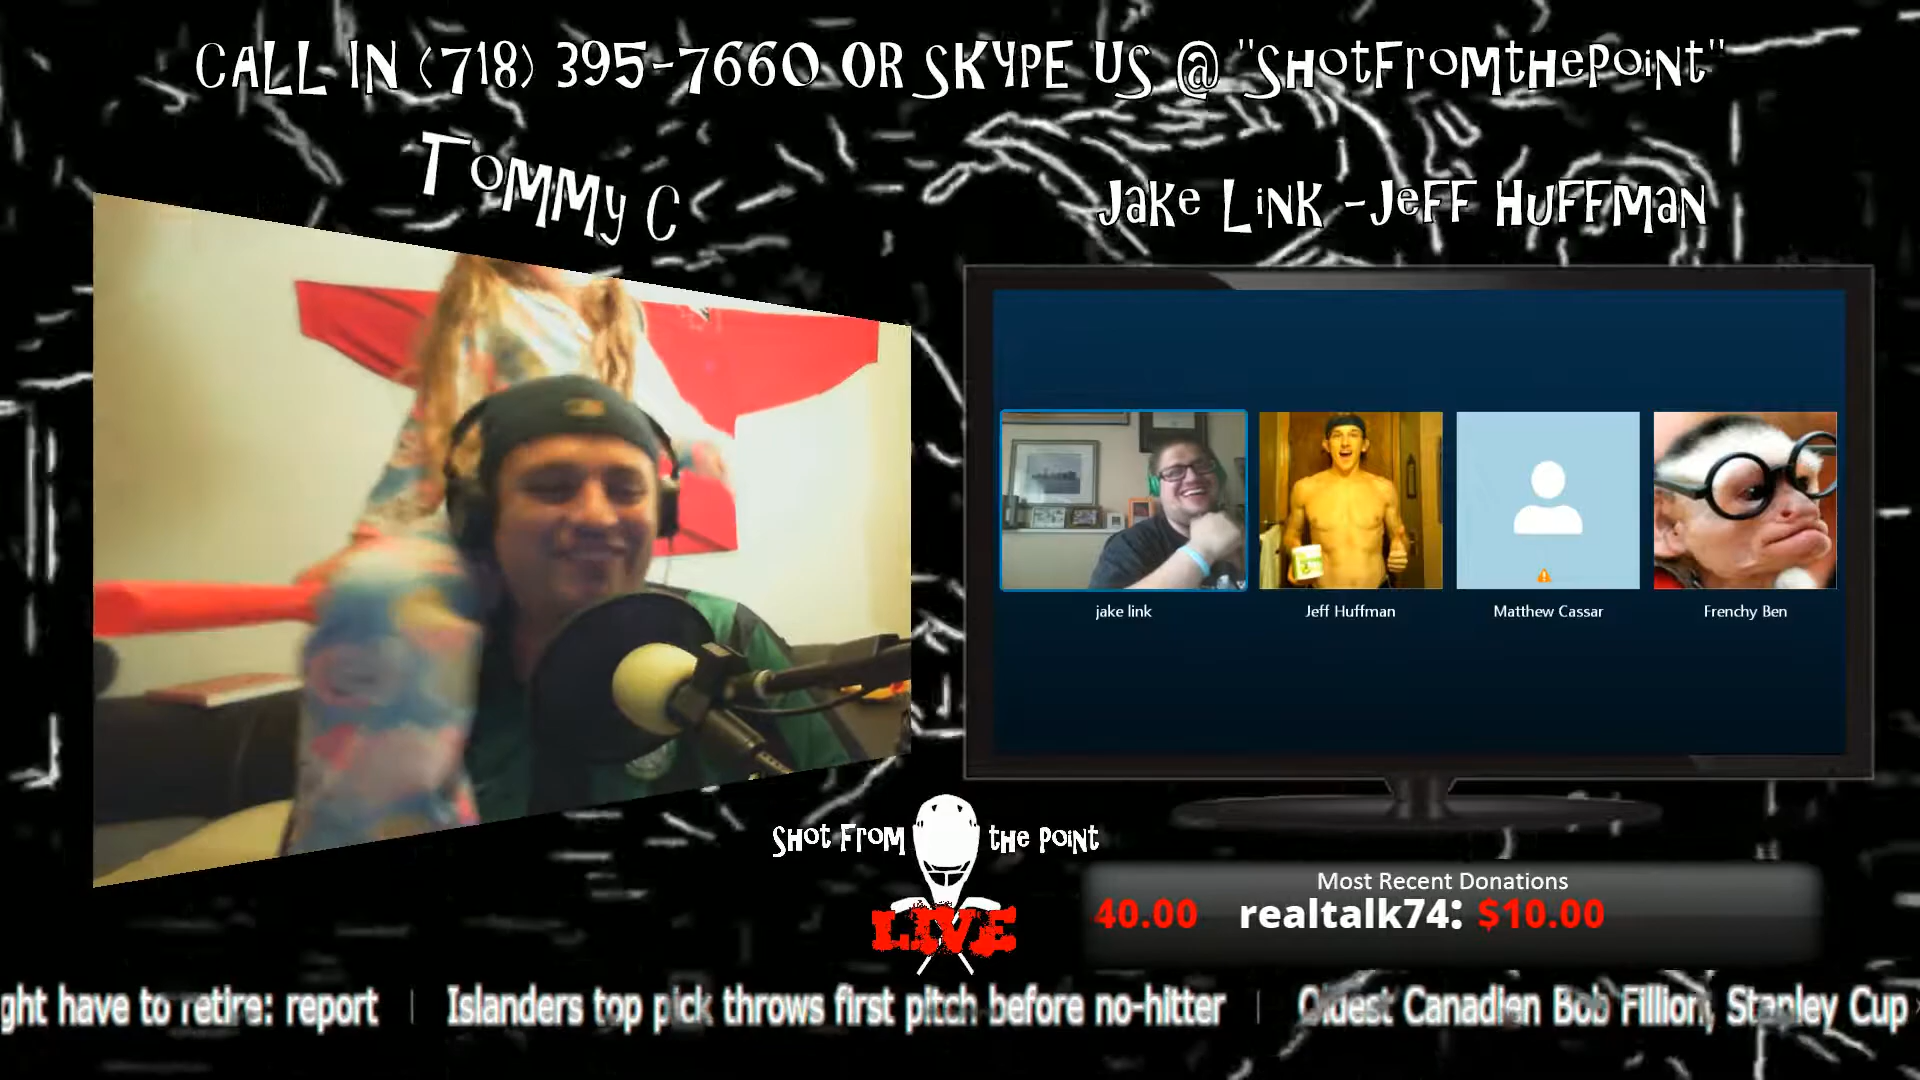 CALL IN (718) 395-7660 OR SKYPE US @ "ShotFromthepoint"
Tommy C
Jake Link -Jeff Huffman
jake link
Jeff Huffman
Matthew Cassar
Frenchy Ben
Shot From the Point
LIVE
Most Recent Donations
40.00 realtalk74: $10.00
ght have to retire: report | Islanders top pick throws first pitch before no-hitter | Oldest Canadien Bob Fillion, Stanley Cup